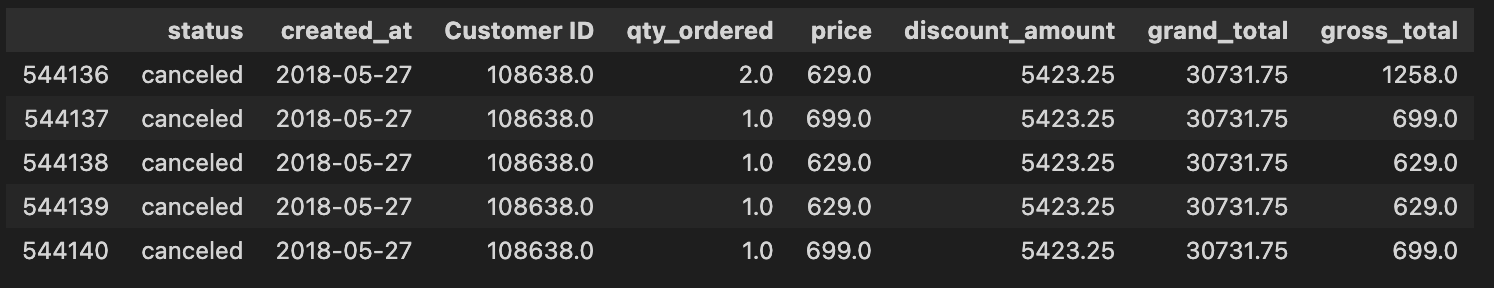 status created_at Customer ID qty_ordered price discount_amount grand_total gross_total
544136 canceled 2018-05-27 108638.0 2.0 629.0 5423.25 30731.75 1258.0
544137 canceled 2018-05-27 108638.0 1.0 699.0 5423.25 30731.75 699.0
544138 canceled 2018-05-27 108638.0 1.0 629.0 5423.25 30731.75 629.0
544139 canceled 2018-05-27 108638.0 1.0 629.0 5423.25 30731.75 629.0
544140 canceled 2018-05-27 108638.0 1.0 699.0 5423.25 30731.75 699.0